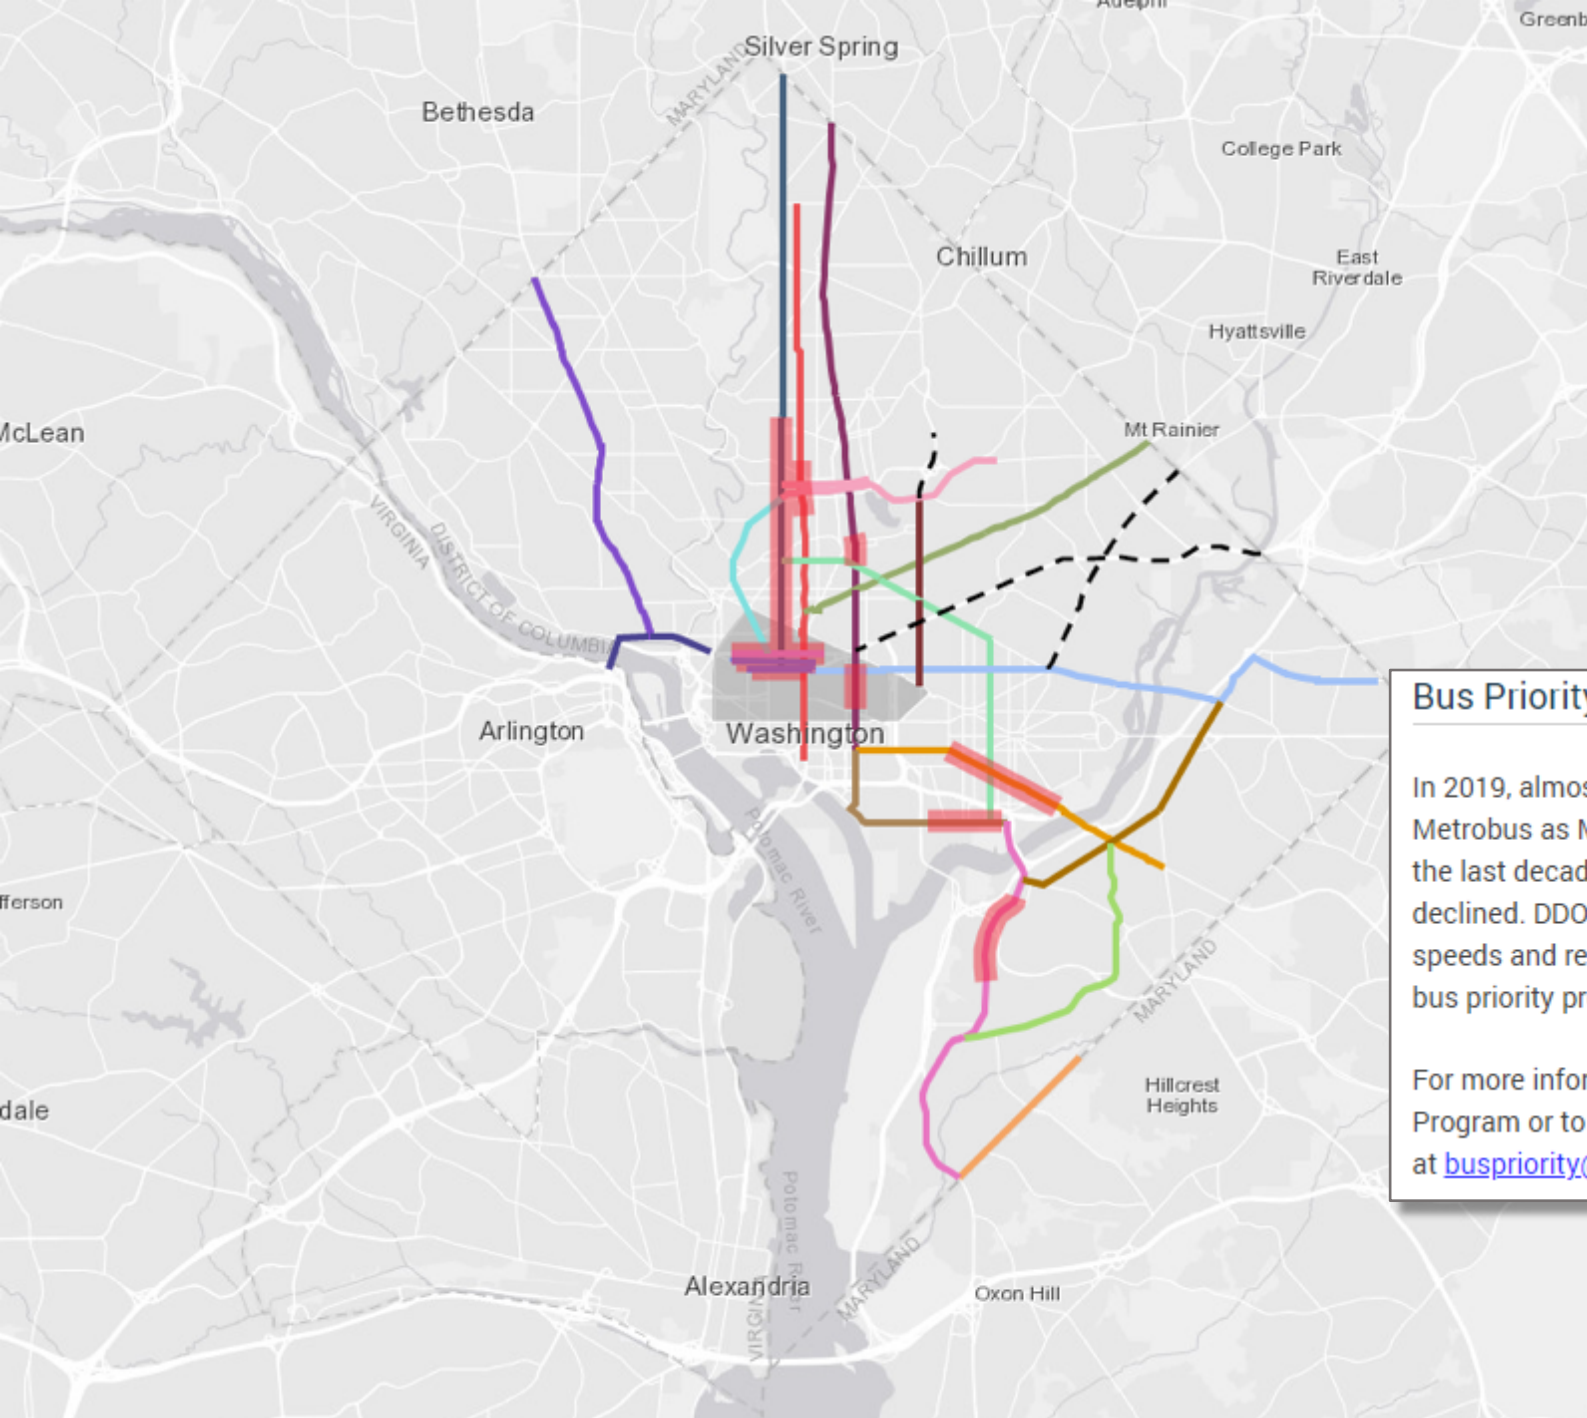 Adelphi
Greenb
Silver Spring
MARYLAND
Bethesda
College Park
Chillum
East
Riverdale
Hyattsville
McLean
Mt Rainier
VIRGINIA
DISTRICT OF COLUMBIA
Arlington
Washington
Potomac River
fferson
MARYLAND
Hillcrest
Heights
dale
Potomac River
Alexandria
MARYLAND
Oxon Hill
VIRGINIA
Bus Priority
In 2019, almos
Metrobus as M
the last decad
declined. DDO
speeds and re
bus priority pr
For more infor
Program or to
at buspriority@